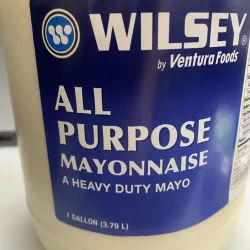 W WILSEY®
by Ventura Foods
ALL
PURPOSE
MAYONNAISE
A HEAVY DUTY MAYO
1 GALLON (3.79 L)